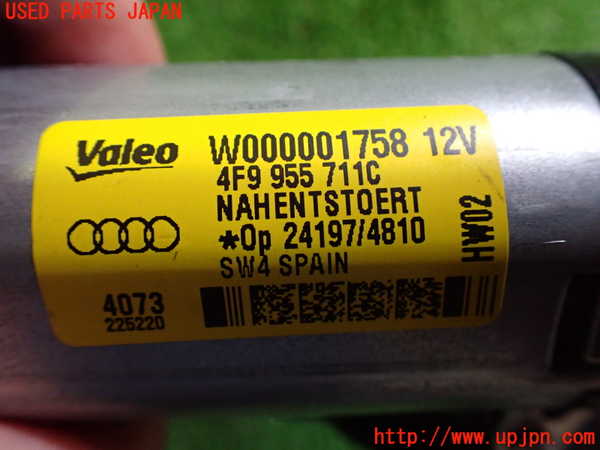 USED PARTS JAPAN
Valeo W000001758 12V
4F9 955 711C
NAHENTSTOERT
*Op 24197/4810
SW4 SPAIN
HW02
4073
225220
http://www.upjpn.com